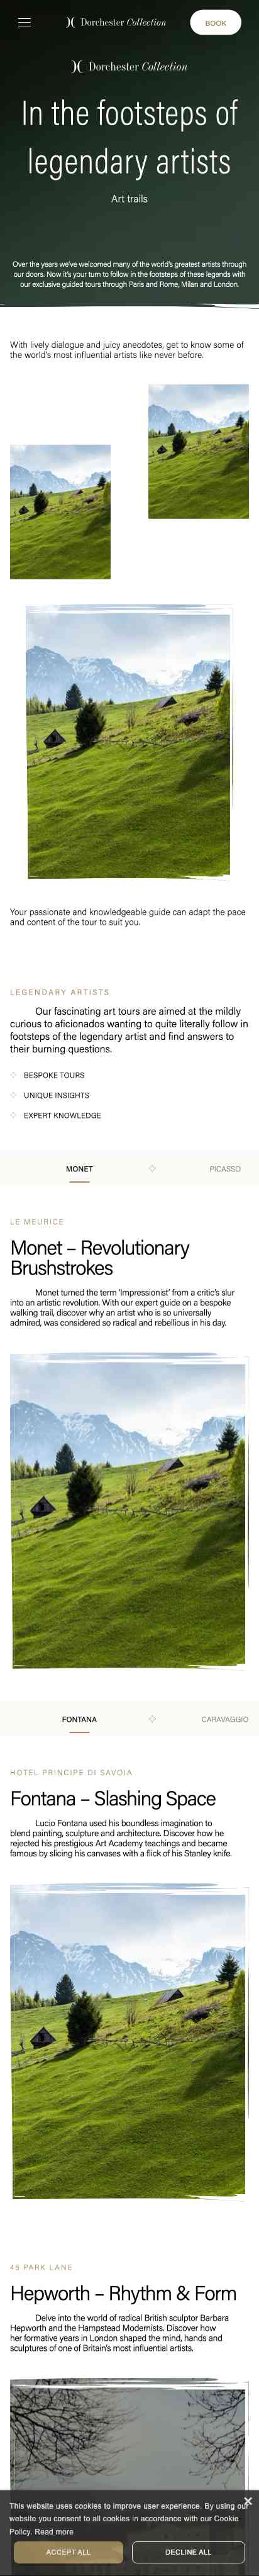 Dorchester Collection
BOOK
Dorchester Collection
In the footsteps of
legendary artists
Art trails
Over the years we've welcomed many of the world's greatest artists through
our doors. Now it's your turn to follow in the footsteps of these legends with
our exclusive guided tours through Paris and Rome, Milan and London.
With lively dialogue and juicy anecdotes, get to know some of
the world's most influential artists like never before.
Your passionate and knowledgeable guide can adapt the pace
and content of the tour to suit you.
LEGENDARY ARTISTS
Our fascinating art tours are aimed at the mildly
curious to aficionados wanting to quite literally follow in
footsteps of the legendary artist and find answers to
their burning questions.
BESPOKE TOURS
UNIQUE INSIGHTS
EXPERT KNOWLEDGE
MONET
PICASSO
LE MEURICE
Monet – Revolutionary
Brushstrokes
Monet turned the term 'Impressionist' from a critic's slur
into an artistic revolution. With our expert guide on a bespoke
walking trail, discover why an artist who is so universally
admired, was considered so radical and rebellious in his day.
FONTANA
CARAVAGGIO
HOTEL PRINCIPE DI SAVOIA
Fontana – Slashing Space
Lucio Fontana used his boundless imagination to
blend painting, sculpture and architecture. Discover how he
rejected his prestigious Art Academy teachings and became
famous by slicing his canvases with a flick of his Stanley knife.
45 PARK LANE
Hepworth – Rhythm & Form
Delve into the world of radical British sculptor Barbara
Hepworth and the Hampstead Modernists. Discover how
her formative years in London shaped the mind, hands and
sculptures of one of Britain's most influential artists.
This website uses cookies to improve user experience. By using our
website you consent to all cookies in accordance with our Cookie
Policy. Read more
ACCEPT ALL
DECLINE ALL